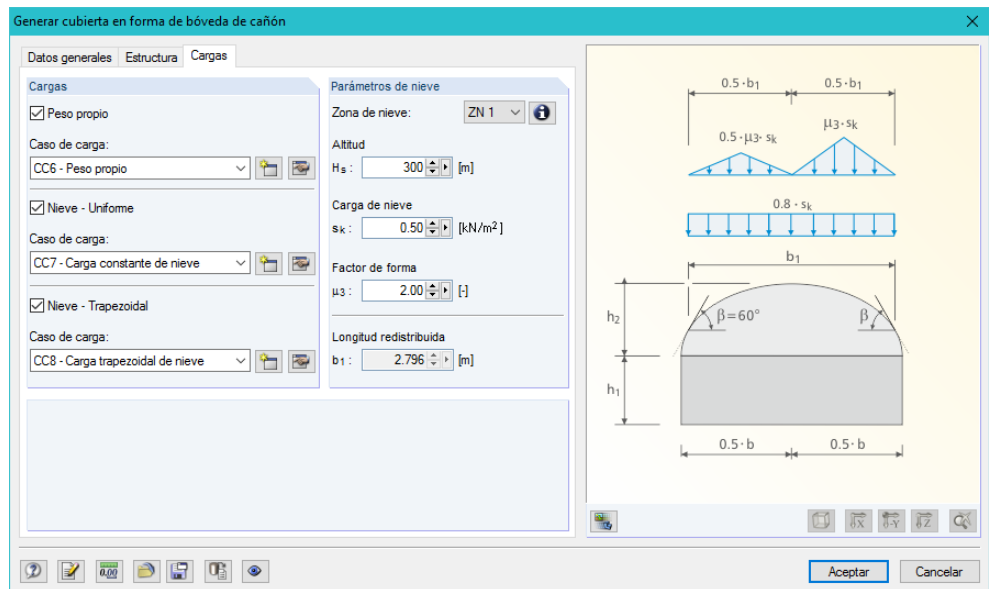 Generar cubierta en forma de bóveda de cañón
Datos generales Estructura Cargas
Cargas
Peso propio
Caso de carga:
CC6 - Peso propio
Nieve - Uniforme
Caso de carga:
CC7 - Carga constante de nieve
Nieve - Trapezoidal
Caso de carga:
CC8 - Carga trapezoidal de nieve
Parámetros de nieve
Zona de nieve: ZN 1
Altitud
Hs: 300 [m]
Carga de nieve
sk: 0.50 [kN/m²]
Factor de forma
μ3: 2.00 [-]
Longitud redistribuida
b1: 2.796 [m]
0.5·b1 0.5·b1
μ3·sk
0.5·μ3·sk
0.8·sk
b1
h2
β=60° β
h1
0.5·b 0.5·b
X -Y Z
0.00
Aceptar Cancelar